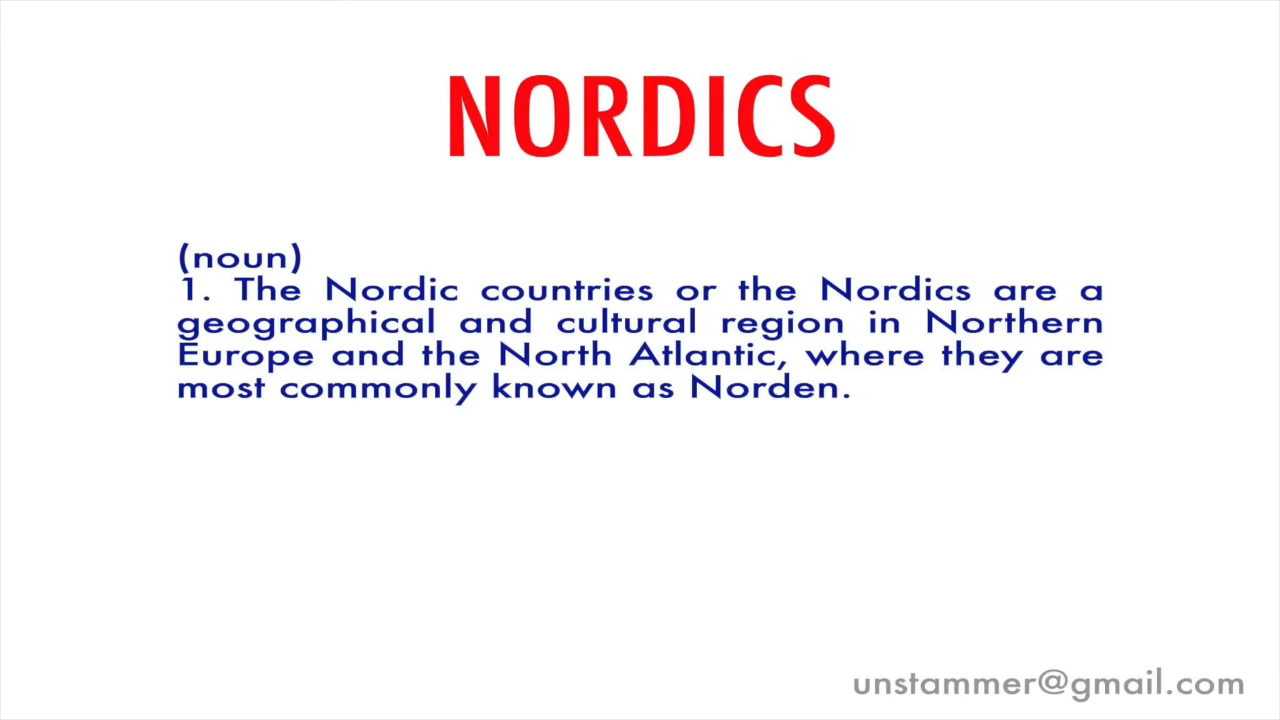 NORDICS
(noun)
1. The Nordic countries or the Nordics are a
geographical and cultural region in Northern
Europe and the North Atlantic, where they are
most commonly known as Norden.
unstammer@gmail.com